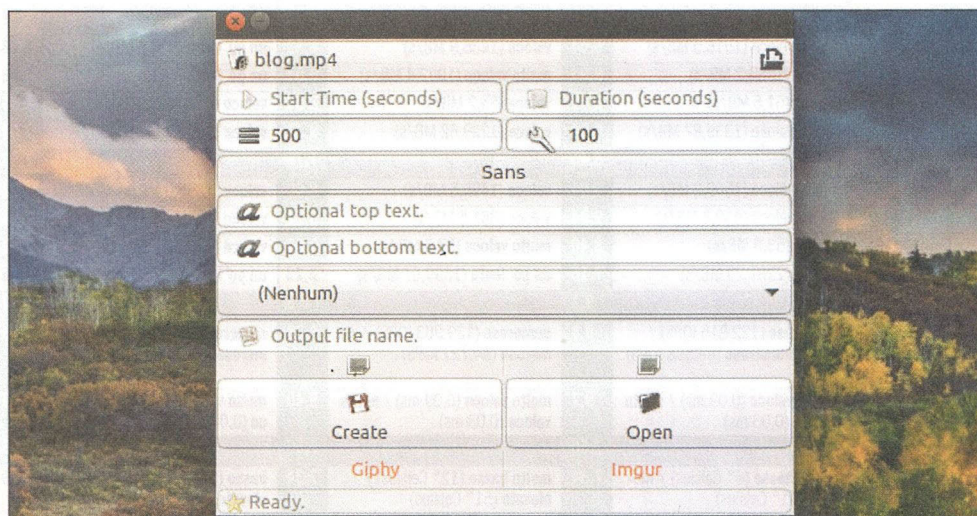 blog.mp4
Start Time (seconds) Duration (seconds)
500 100
Sans
Optional top text.
Optional bottom text.
(Nenhum)
Output file name.
Create Open
Giphy Imgur
Ready.